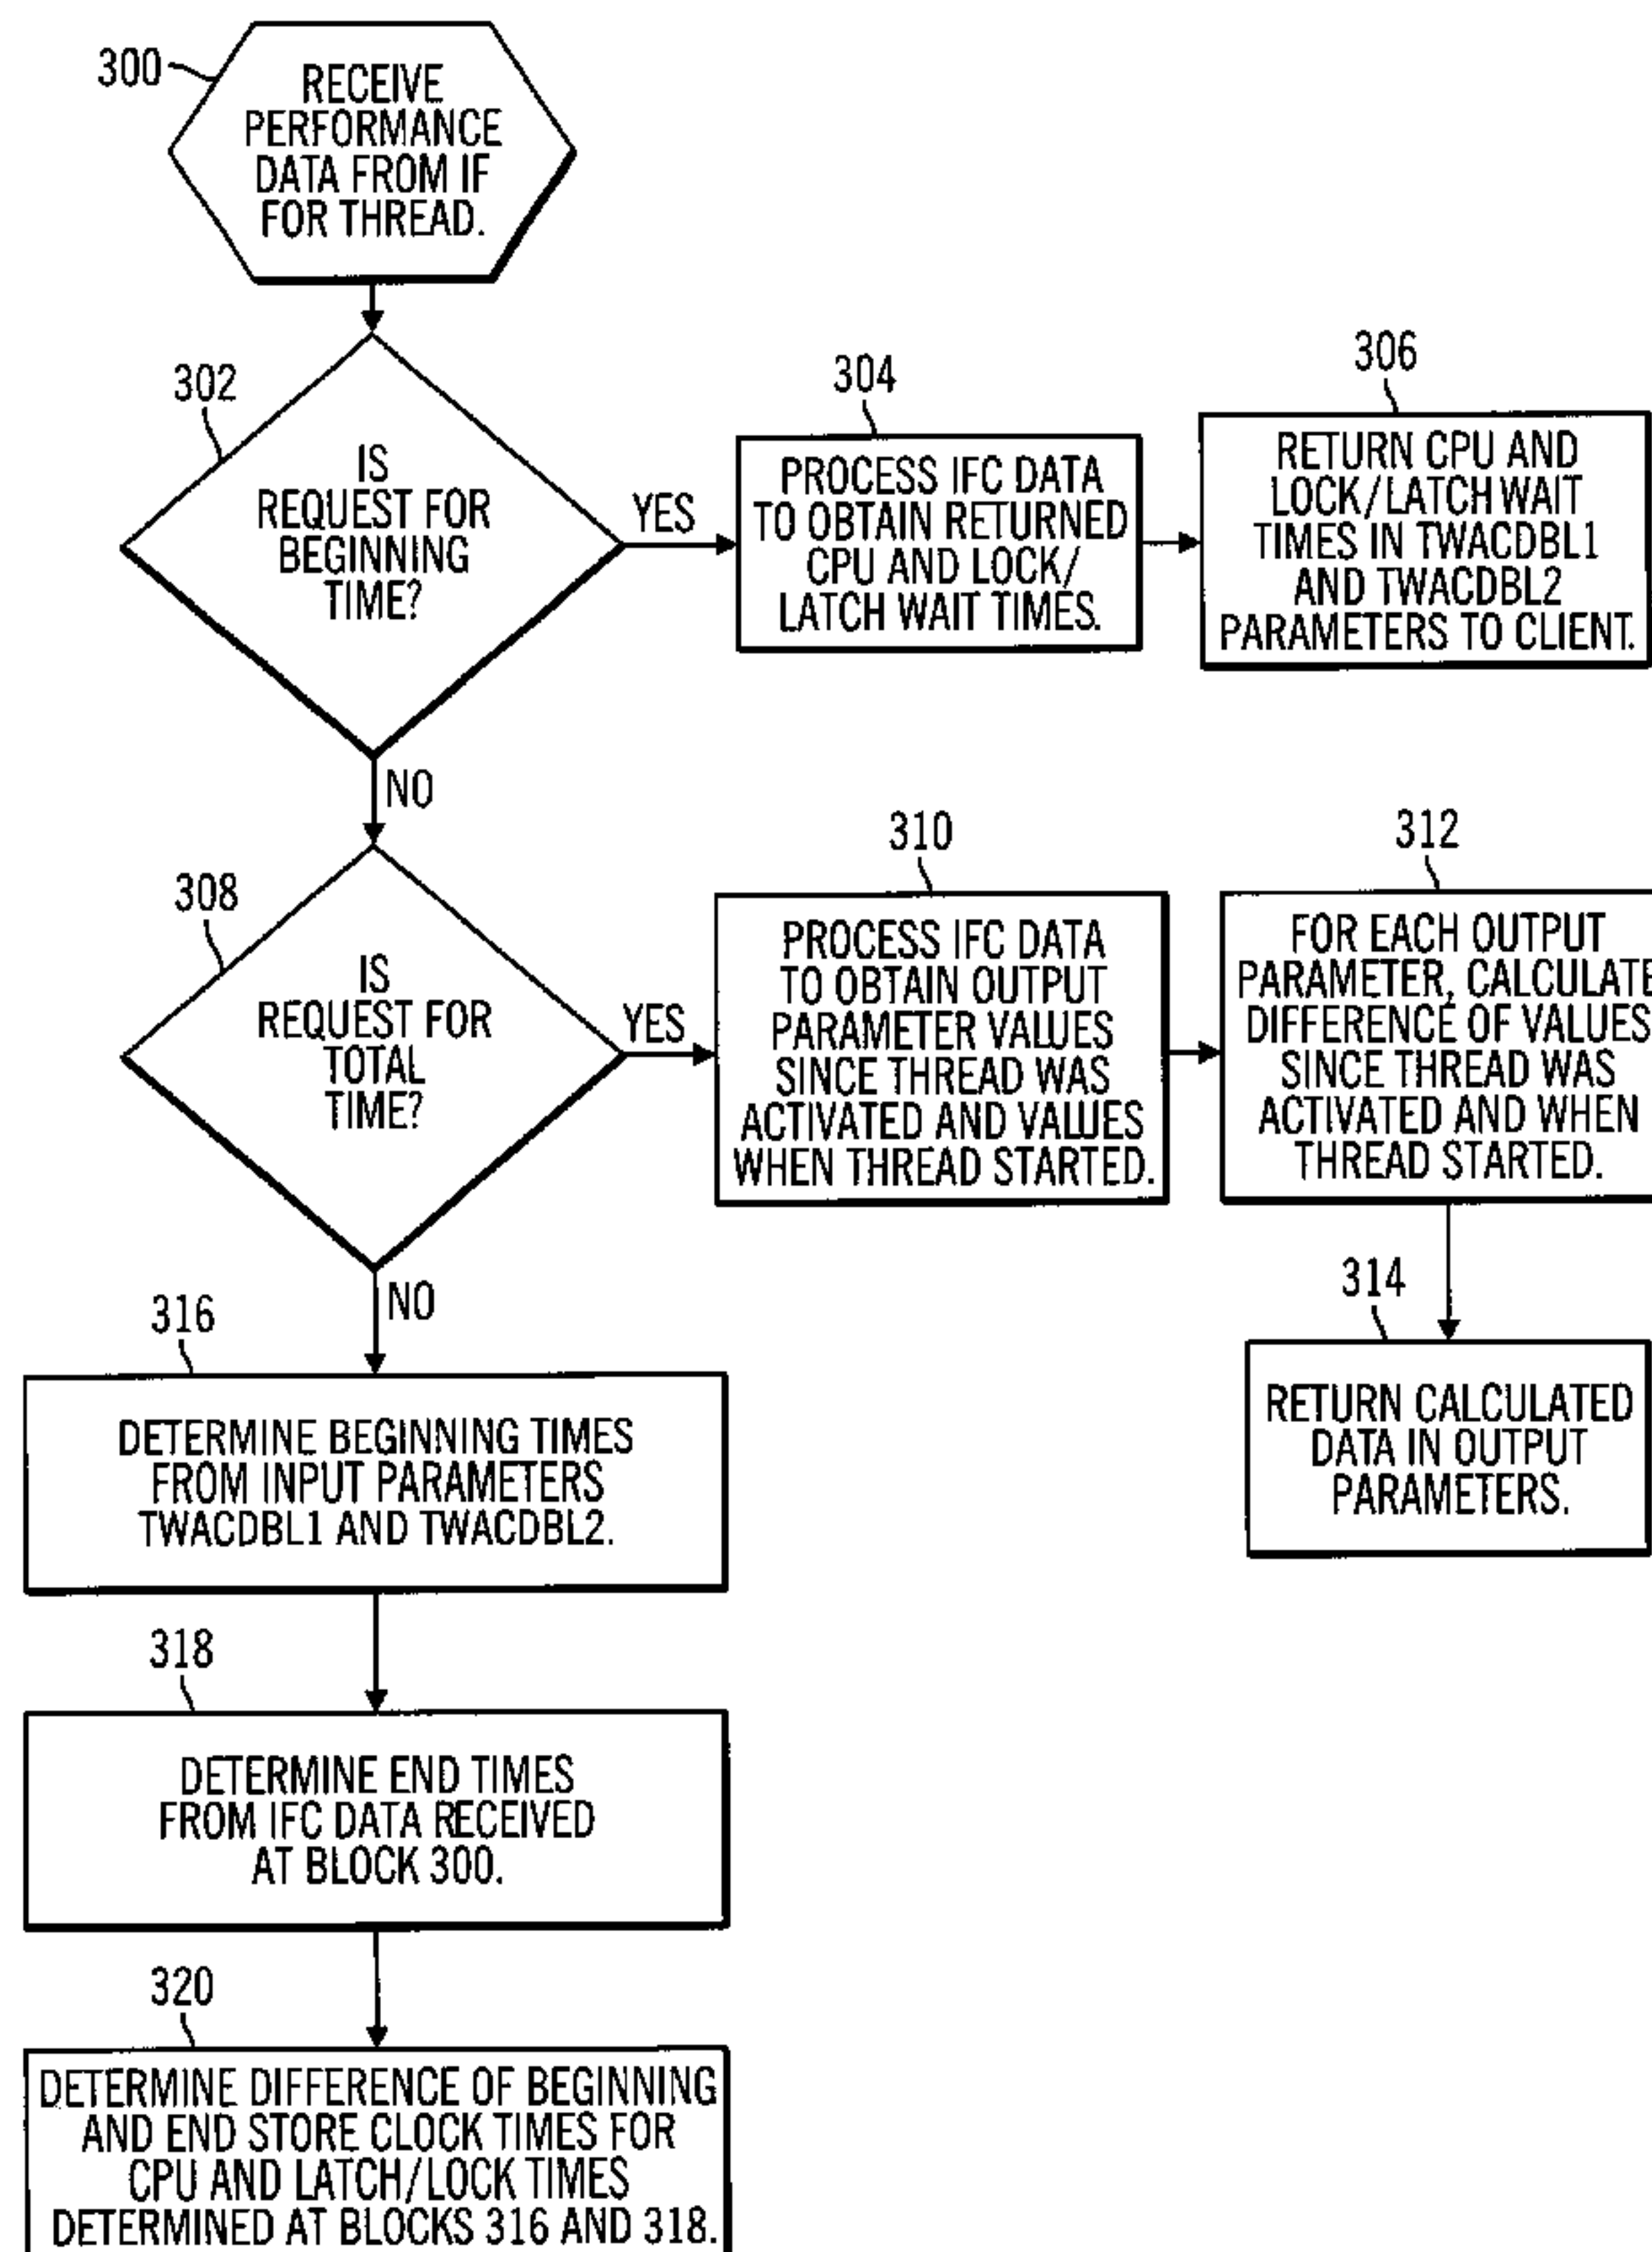 300
RECEIVE
PERFORMANCE
DATA FROM IF
FOR THREAD.
302
IS
REQUEST FOR
BEGINNING
TIME?
YES
304
PROCESS IFC DATA
TO OBTAIN RETURNED
CPU AND LOCK/
LATCH WAIT TIMES.
306
RETURN CPU AND
LOCK/LATCH WAIT
TIMES IN TWACDBL1
AND TWACDBL2
PARAMETERS TO CLIENT.
NO
308
IS
REQUEST FOR
TOTAL
TIME?
YES
310
PROCESS IFC DATA
TO OBTAIN OUTPUT
PARAMETER VALUES
SINCE THREAD WAS
ACTIVATED AND VALUES
WHEN THREAD STARTED.
312
FOR EACH OUTPUT
PARAMETER, CALCULATE
DIFFERENCE OF VALUES
SINCE THREAD WAS
ACTIVATED AND WHEN
THREAD STARTED.
314
RETURN CALCULATED
DATA IN OUTPUT
PARAMETERS.
NO
316
DETERMINE BEGINNING TIMES
FROM INPUT PARAMETERS
TWACDBL1 AND TWACDBL2.
318
DETERMINE END TIMES
FROM IFC DATA RECEIVED
AT BLOCK 300.
320
DETERMINE DIFFERENCE OF BEGINNING
AND END STORE CLOCK TIMES FOR
CPU AND LATCH/LOCK TIMES
DETERMINED AT BLOCKS 316 AND 318.